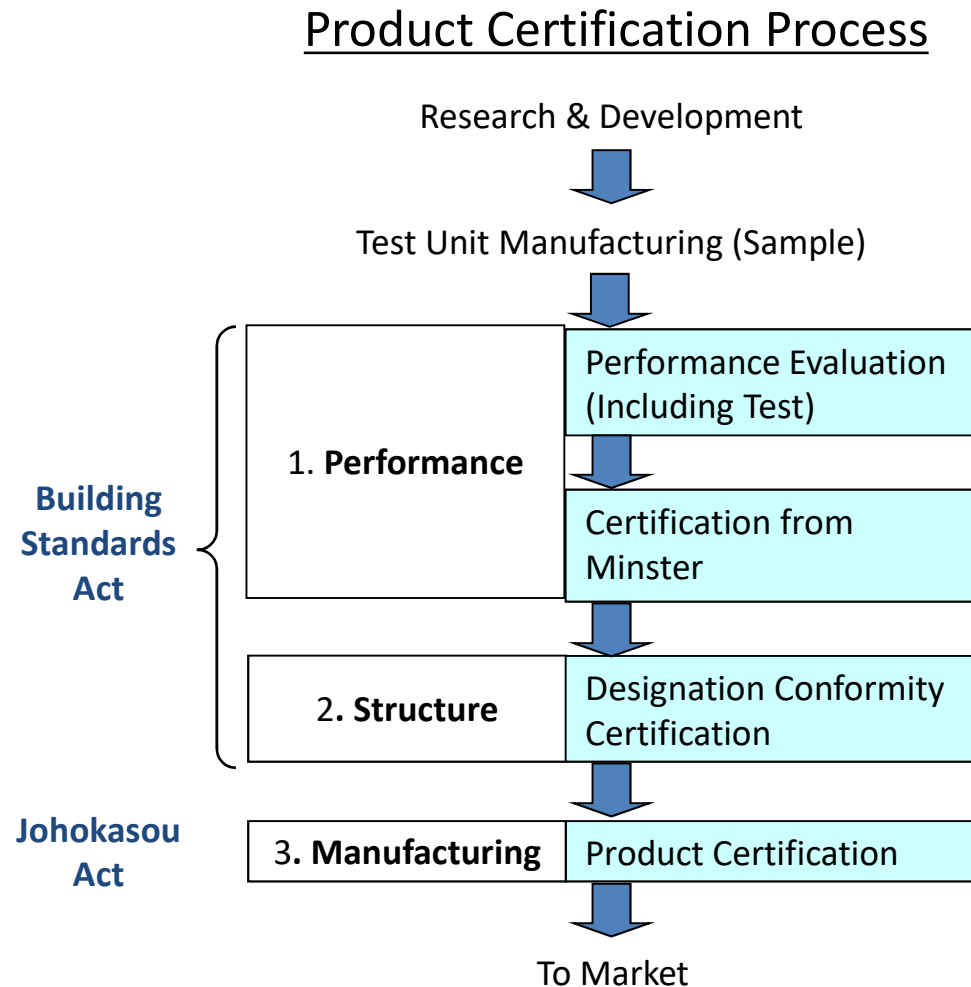 Product Certification Process
Research & Development
Test Unit Manufacturing (Sample)
Building
Standards
Act
1. Performance
Performance Evaluation
(Including Test)
Certification from
Minster
2. Structure
Designation Conformity
Certification
Johokasou
Act
3. Manufacturing
Product Certification
To Market